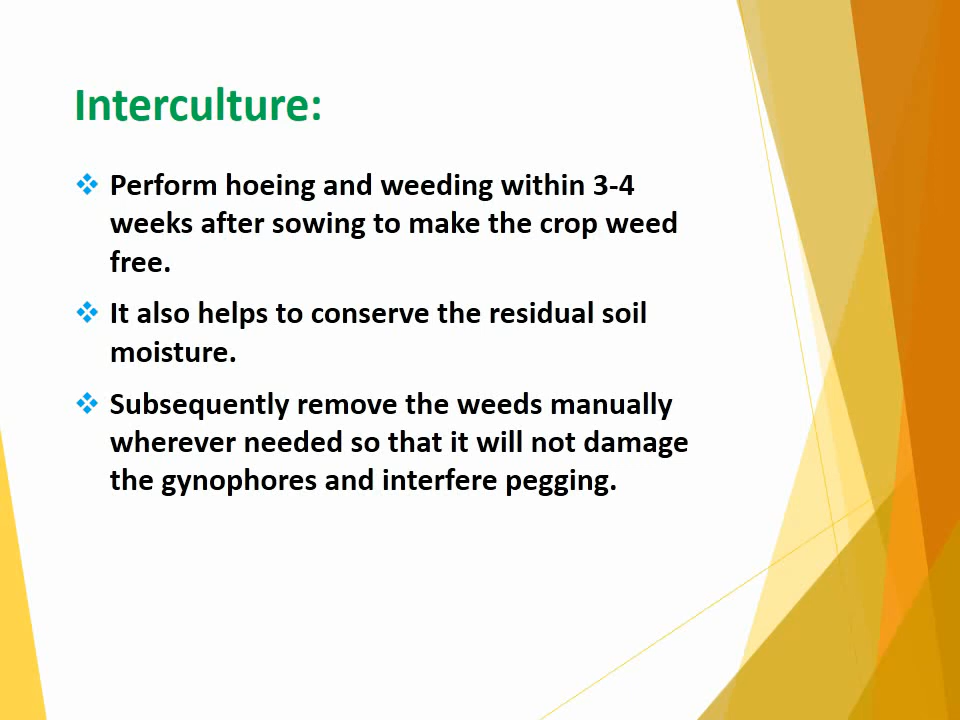 Interculture:
❖ Perform hoeing and weeding within 3-4
weeks after sowing to make the crop weed
free.
❖ It also helps to conserve the residual soil
moisture.
❖ Subsequently remove the weeds manually
wherever needed so that it will not damage
the gynophores and interfere pegging.